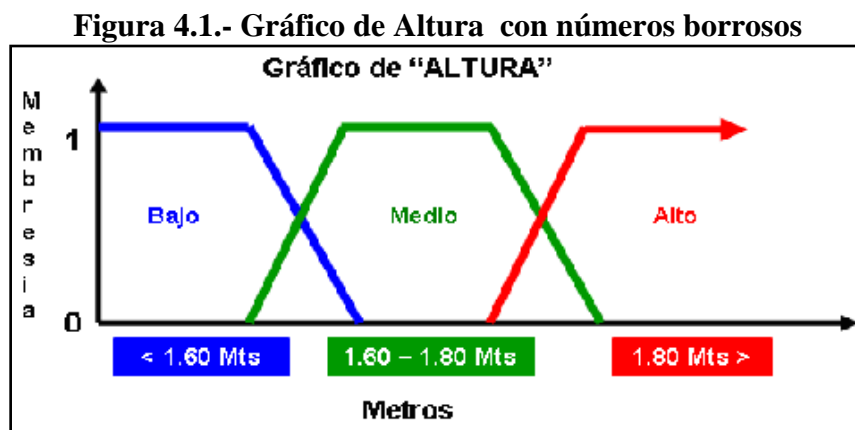 Figura 4.1.- Gráfico de Altura con números borrosos
Gráfico de “ALTURA”
Membresia
1
Bajo
Medio
Alto
0
< 1.60 Mts
1.60 – 1.80 Mts
1.80 Mts >
Metros